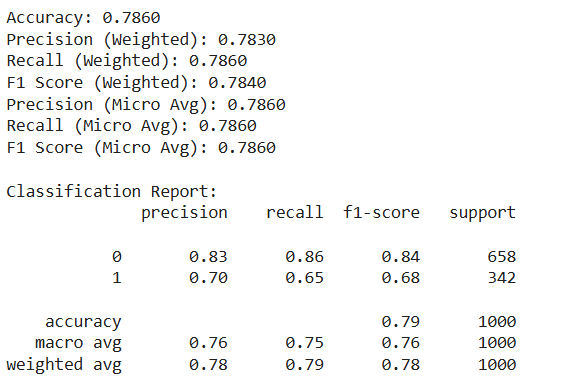 Accuracy: 0.7860
Precision (Weighted): 0.7830
Recall (Weighted): 0.7860
F1 Score (Weighted): 0.7840
Precision (Micro Avg): 0.7860
Recall (Micro Avg): 0.7860
F1 Score (Micro Avg): 0.7860

Classification Report:
              precision    recall  f1-score   support

           0       0.83      0.86      0.84       658
           1       0.70      0.65      0.68       342

    accuracy                           0.79      1000
   macro avg       0.76      0.75      0.76      1000
weighted avg       0.78      0.79      0.78      1000